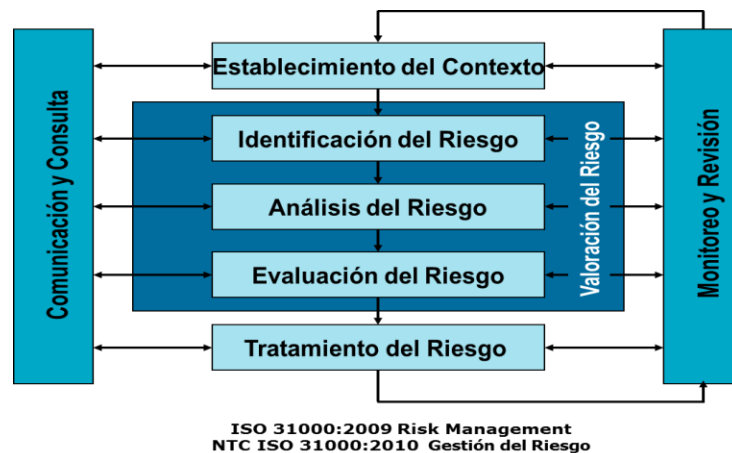 Comunicación y Consulta
Establecimiento del Contexto
Identificación del Riesgo
Análisis del Riesgo
Evaluación del Riesgo
Valoración del Riesgo
Tratamiento del Riesgo
Monitoreo y Revisión
ISO 31000:2009 Risk Management
NTC ISO 31000:2010 Gestión del Riesgo